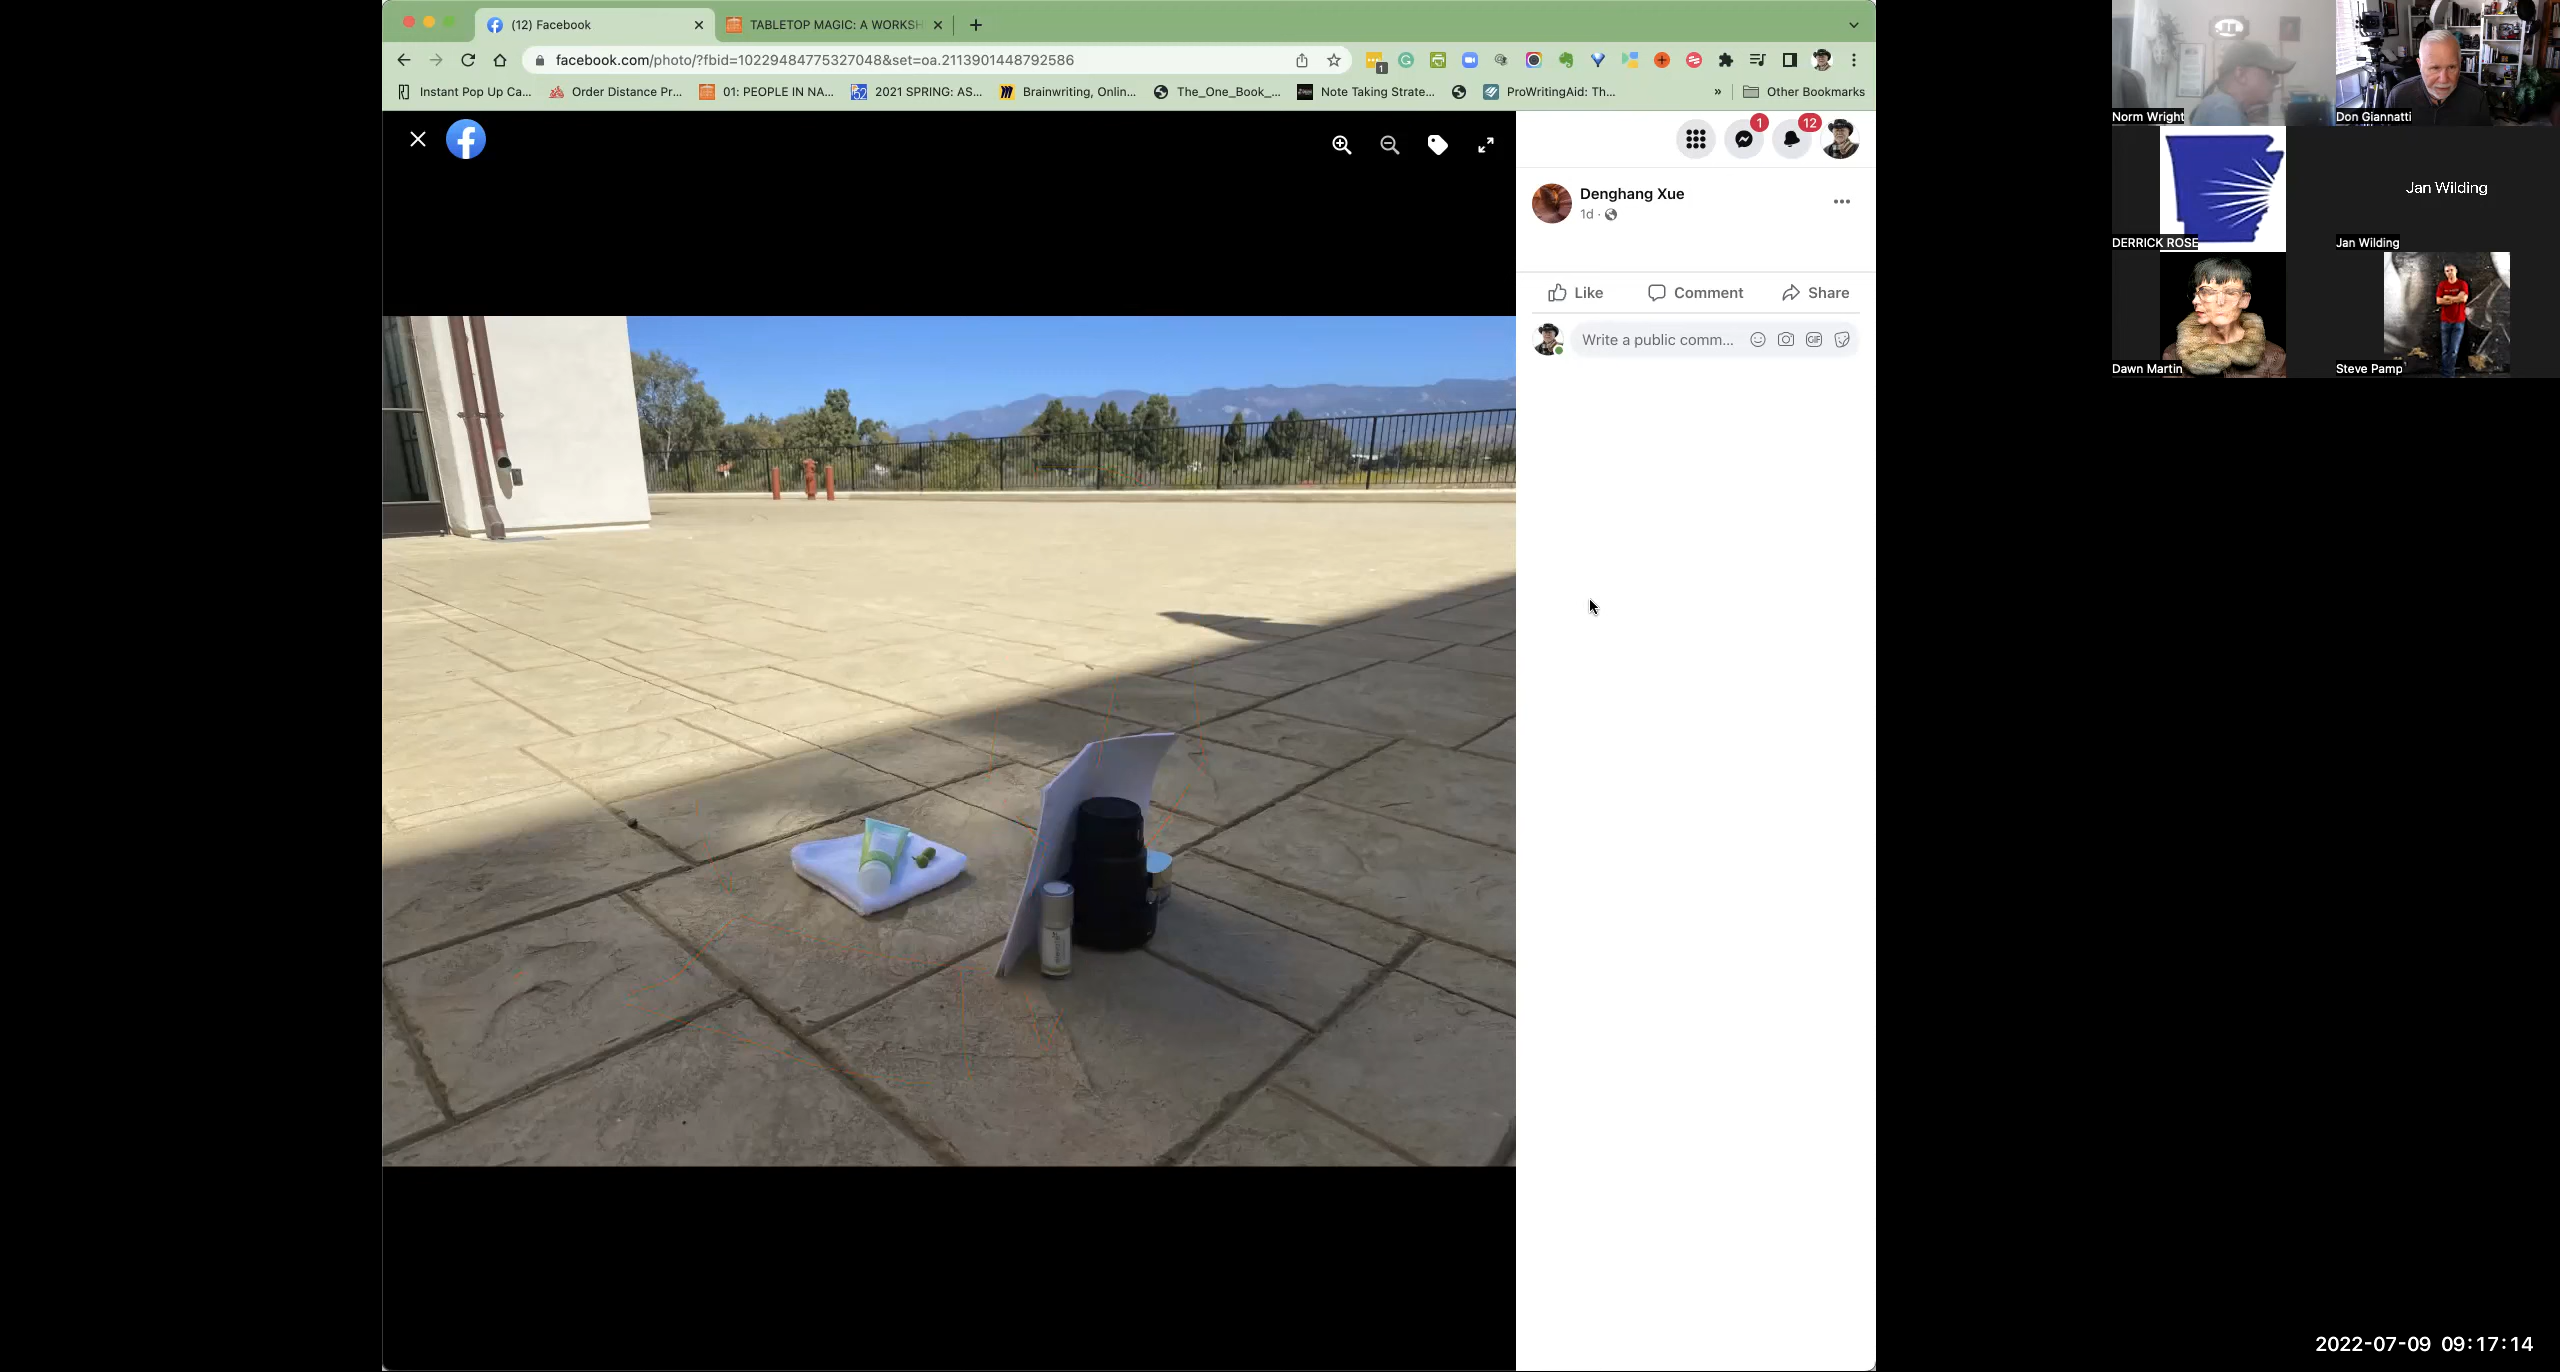 (12) Facebook
TABLETOP MAGIC: A WORKSH
facebook.com/photo/?fbid=10229484775327048&set=oa.2113901448792586
1
Instant Pop Up Ca...
Order Distance Pr...
01: PEOPLE IN NA...
52
2021 SPRING: AS...
Brainwriting, Onlin...
The_One_Book_...
Note Taking Strate...
ProWritingAid: Th...
»
Other Bookmarks
1
12
Denghang Xue
1d ·
Like
Comment
Share
Write a public comm...
GIF
Norm Wright
Don Giannatti
DERRICK ROSE
Jan Wilding
Jan Wilding
Dawn Martin
Steve Pamp
2022-07-09 09:17:14